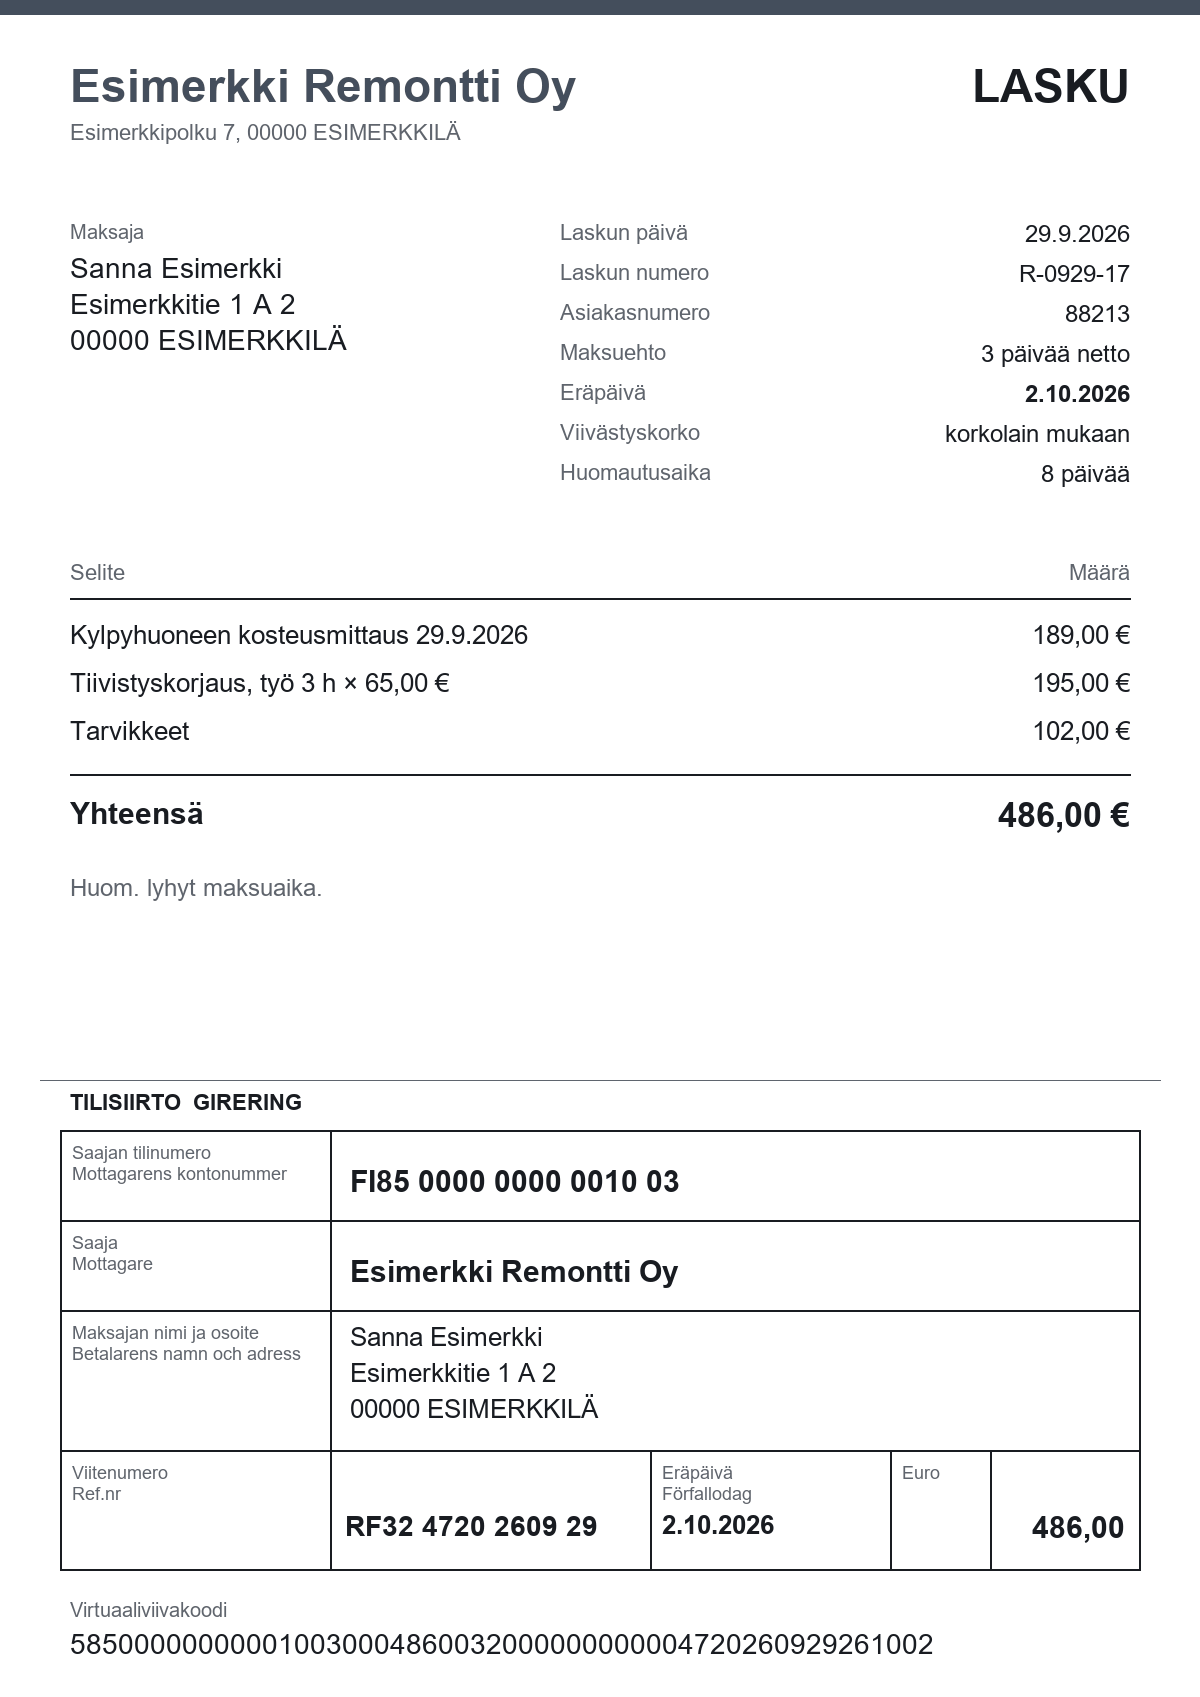 Esimerkki Remontti Oy
LASKU
Esimerkkipolku 7, 00000 ESIMERKKILÄ
Maksaja
Sanna Esimerkki
Esimerkkitie 1 A 2
00000 ESIMERKKILÄ
Laskun päivä 29.9.2026
Laskun numero R-0929-17
Asiakasnumero 88213
Maksuehto 3 päivää netto
Eräpäivä 2.10.2026
Viivästyskorko korkolain mukaan
Huomautusaika 8 päivää
Selite Määrä
Kylpyhuoneen kosteusmittaus 29.9.2026 189,00 €
Tiivistyskorjaus, työ 3 h × 65,00 € 195,00 €
Tarvikkeet 102,00 €
Yhteensä 486,00 €
Huom. lyhyt maksuaika.
TILISIIRTO GIRERING
Saajan tilinumero
Mottagarens kontonummer
FI85 0000 0000 0010 03
Saaja
Mottagare
Esimerkki Remontti Oy
Maksajan nimi ja osoite
Betalarens namn och adress
Sanna Esimerkki
Esimerkkitie 1 A 2
00000 ESIMERKKILÄ
Viitenumero
Ref.nr
RF32 4720 2609 29
Eräpäivä
Förfallodag
2.10.2026
Euro
486,00
Virtuaaliviivakoodi
585000000000010030004860032000000000004720260929261002